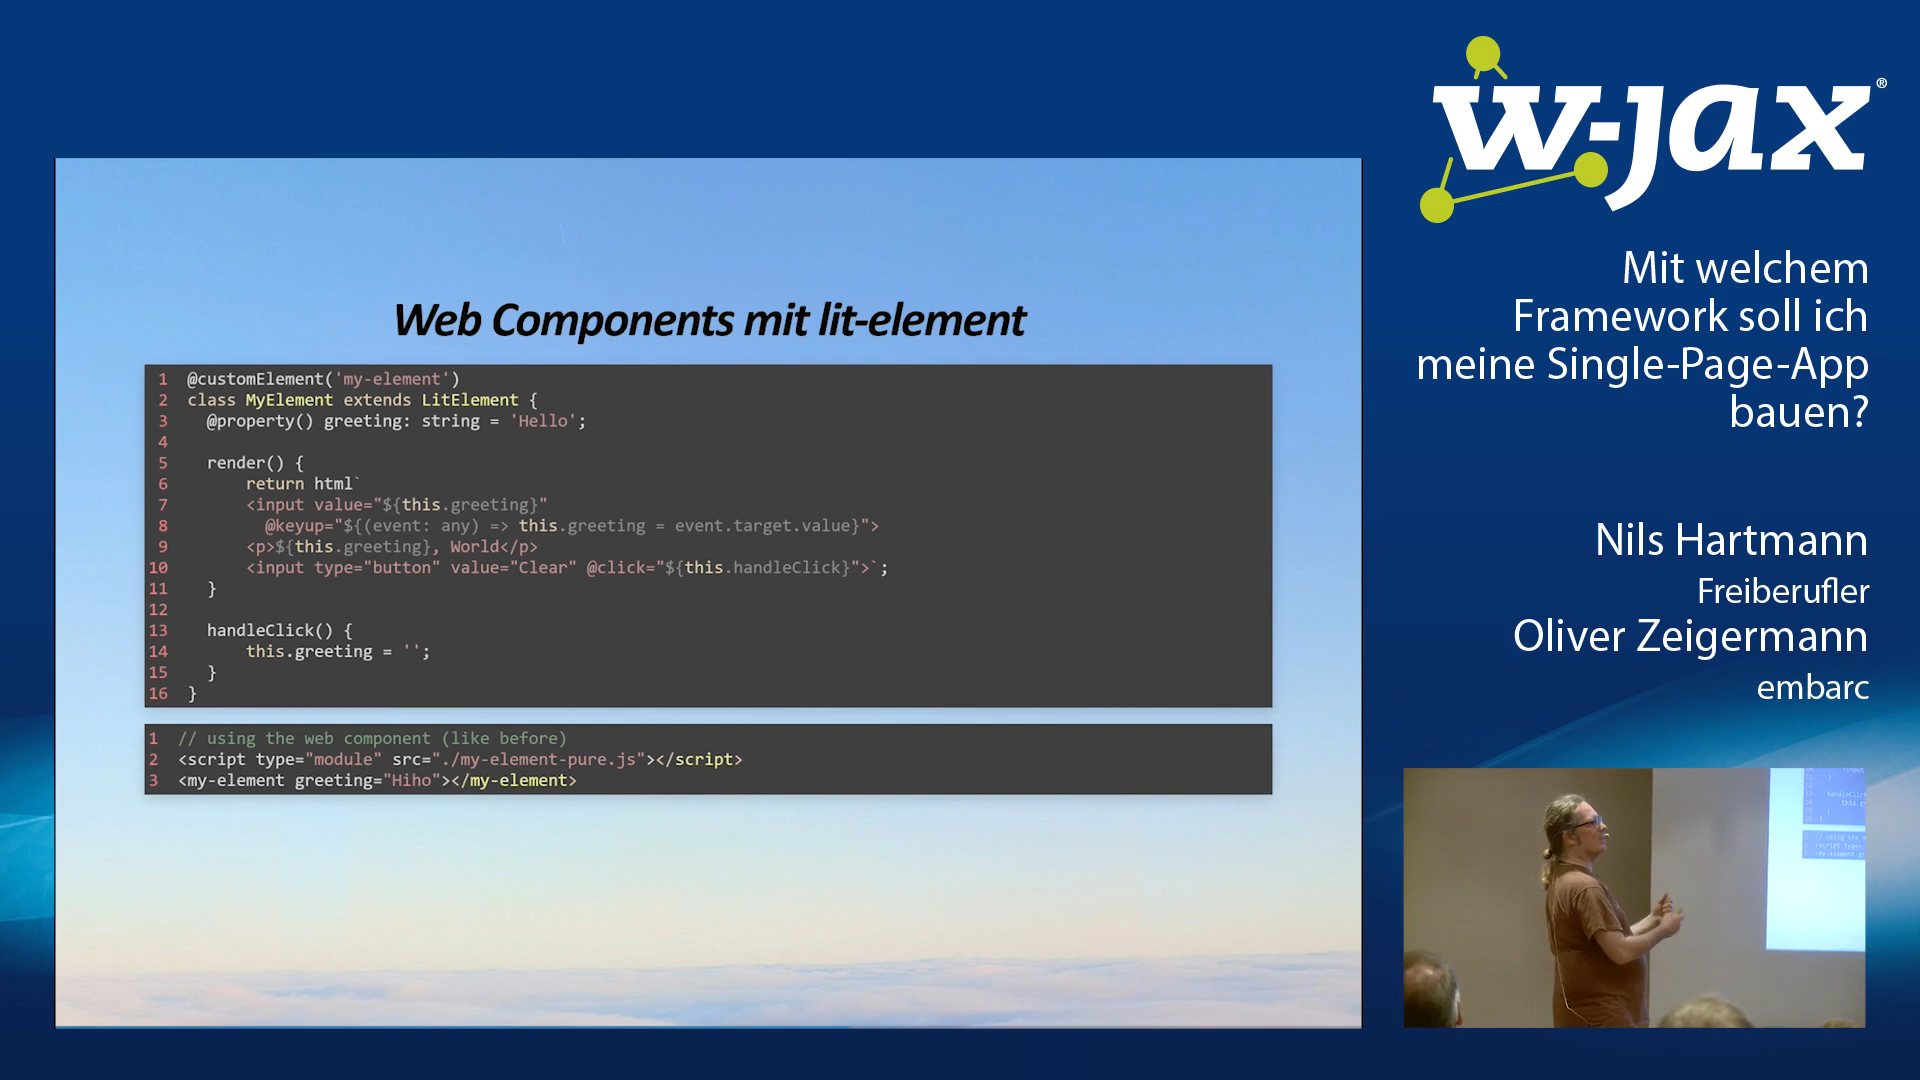 w-jax®
Mit welchem
Framework soll ich
meine Single-Page-App
bauen?
Nils Hartmann
Freiberufler
Oliver Zeigermann
embarc
Web Components mit lit-element
1 @customElement('my-element')
2 class MyElement extends LitElement {
3 @property() greeting: string = 'Hello';
4
5 render() {
6 return html`
7 <input value="${this.greeting}"
8 @keyup="${(event: any) => this.greeting = event.target.value}">
9 <p>${this.greeting}, World</p>
10 <input type="button" value="Clear" @click="${this.handleClick}">`;
11 }
12
13 handleClick() {
14 this.greeting = '';
15 }
16 }
1 // using the web component (like before)
2 <script type="module" src="./my-element-pure.js"></script>
3 <my-element greeting="Hiho"></my-element>